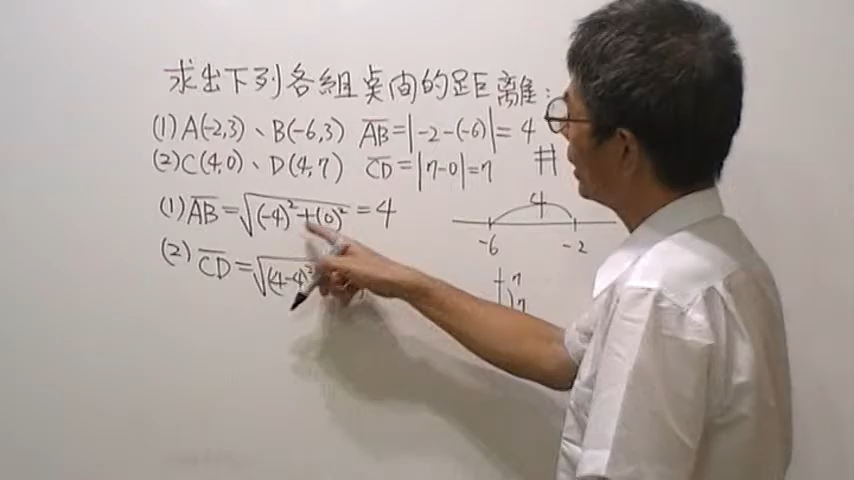 求出下列各組點間的距離:
(1) A(-2,3)、B(-6,3) AB=|-2-(-6)|=4
(2) C(4,0)、D(4,7) CD=|7-0|=7 #
(1) AB=√(-4)²+(0)² =4
(2) CD=√(4-4)²
4
-6 -2
7
7